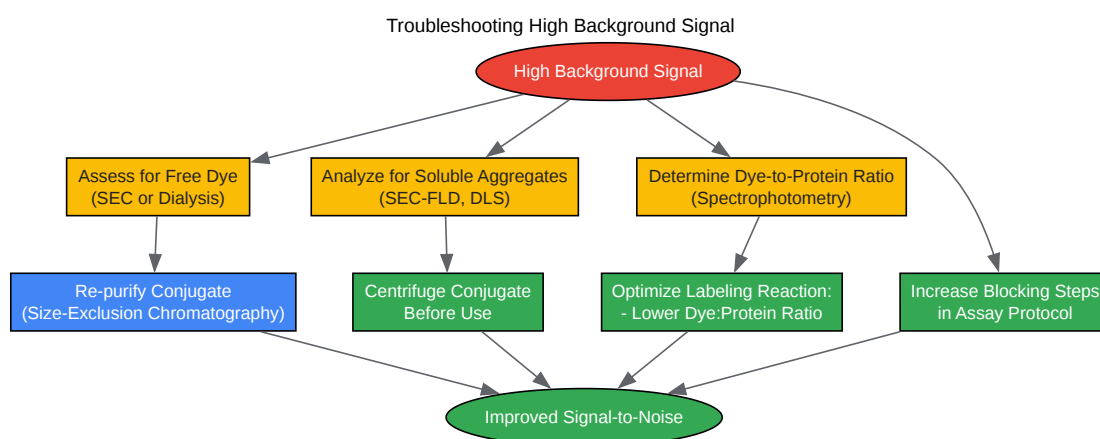 Troubleshooting High Background Signal
High Background Signal
Assess for Free Dye
(SEC or Dialysis)
Analyze for Soluble Aggregates
(SEC-FLD, DLS)
Determine Dye-to-Protein Ratio
(Spectrophotometry)
Re-purify Conjugate
(Size-Exclusion Chromatography)
Centrifuge Conjugate
Before Use
Optimize Labeling Reaction:
- Lower Dye:Protein Ratio
Increase Blocking Steps
in Assay Protocol
Improved Signal-to-Noise